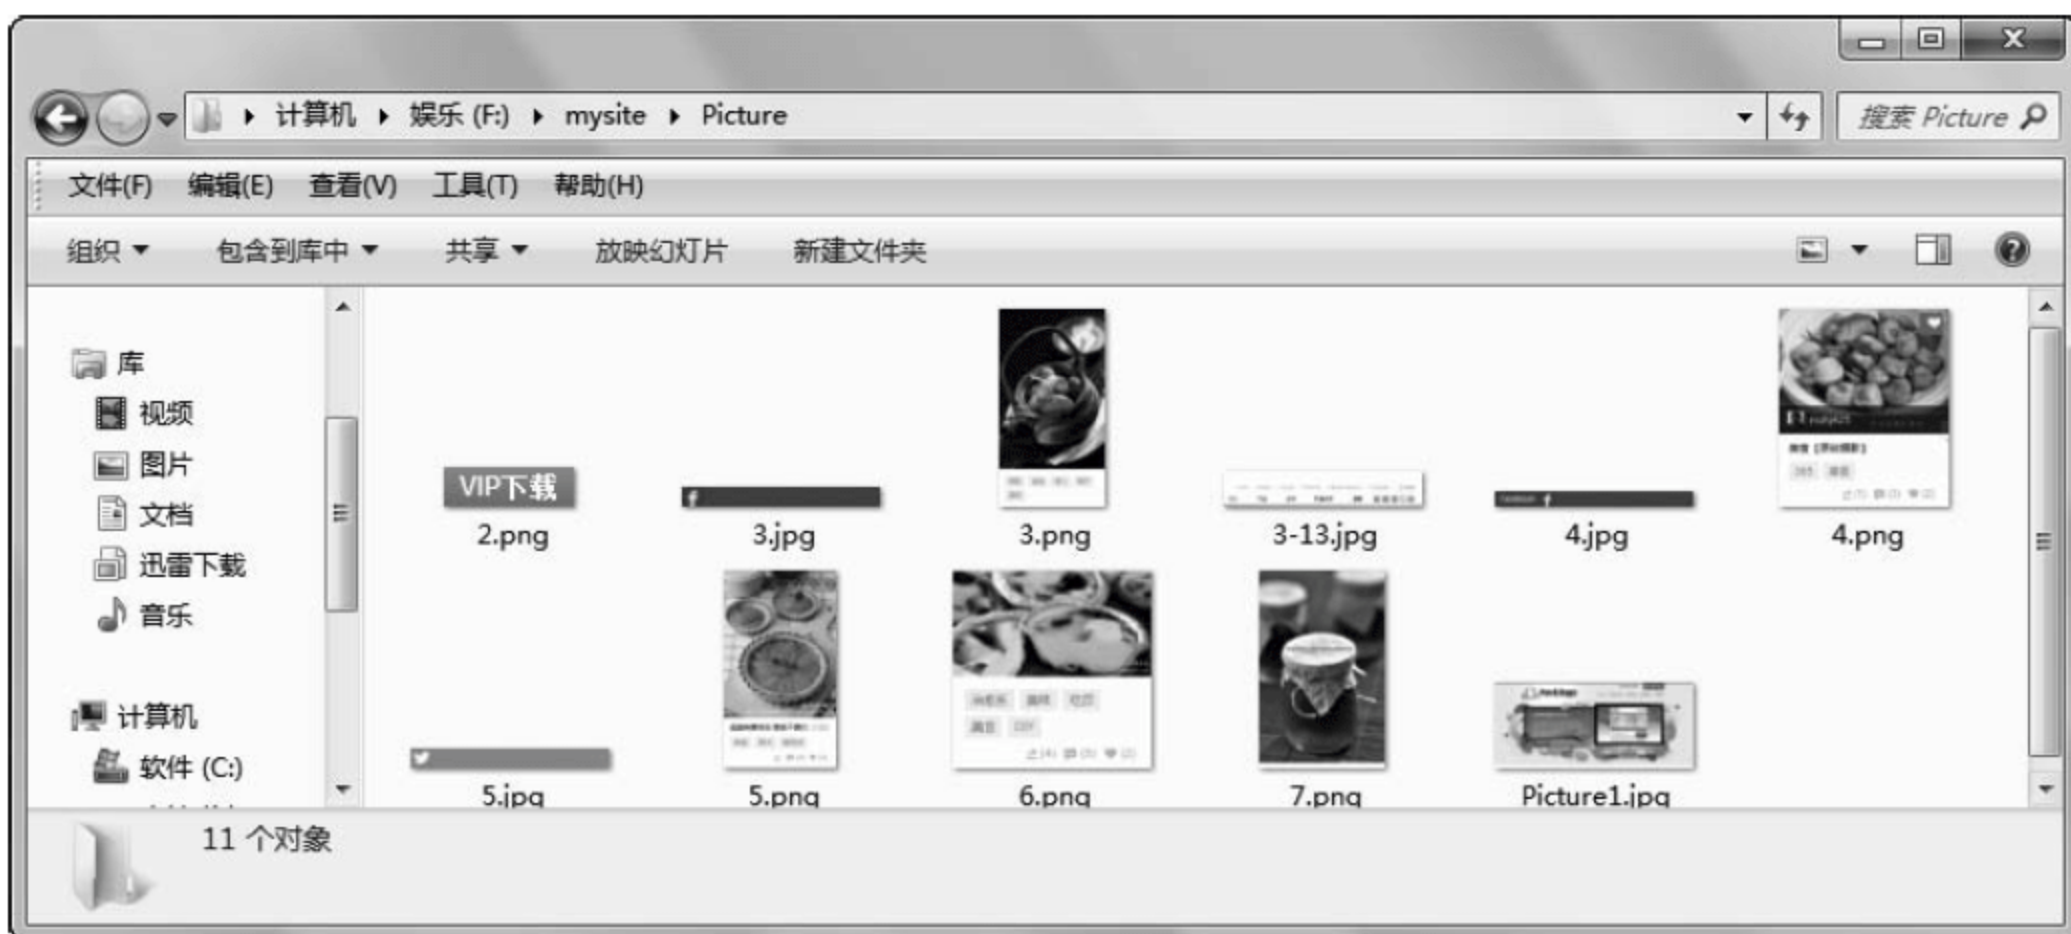 计算机 ▸ 娱乐 (F:) ▸ mysite ▸ Picture
搜索 Picture
文件(F) 编辑(E) 查看(V) 工具(T) 帮助(H)
组织 包含到库中 共享 放映幻灯片 新建文件夹
库
视频
图片
文档
迅雷下载
音乐
计算机
软件 (C:)
VIP下载
2.png 3.jpg 3.png 3-13.jpg 4.jpg 4.png
5.jpg 5.png 6.png 7.png Picture1.jpg
11 个对象